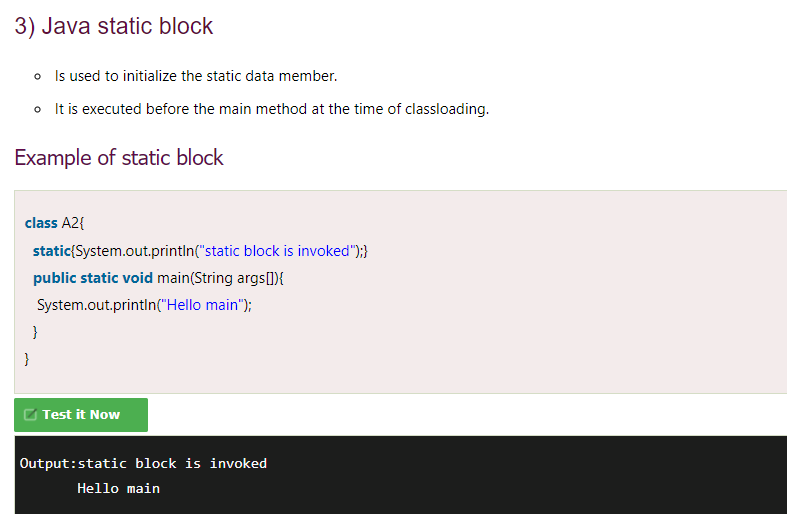 3) Java static block
Is used to initialize the static data member.
It is executed before the main method at the time of classloading.
Example of static block
class A2{
static{System.out.println("static block is invoked");}
public static void main(String args[]){
System.out.println("Hello main");
}
}
Test it Now
Output:static block is invoked
Hello main